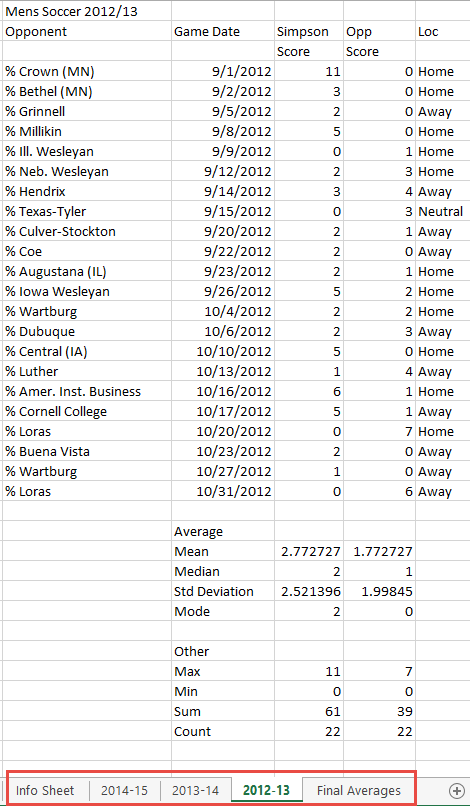 Mens Soccer 2012/13
Opponent Game Date Simpson Score Opp Score Loc
% Crown (MN) 9/1/2012 11 0 Home
% Bethel (MN) 9/2/2012 3 0 Home
% Grinnell 9/5/2012 2 0 Away
% Millikin 9/8/2012 5 0 Home
% Ill. Wesleyan 9/9/2012 0 1 Home
% Neb. Wesleyan 9/12/2012 2 3 Home
% Hendrix 9/14/2012 3 4 Away
% Texas-Tyler 9/15/2012 0 3 Neutral
% Culver-Stockton 9/20/2012 2 1 Away
% Coe 9/22/2012 2 0 Away
% Augustana (IL) 9/23/2012 2 1 Home
% Iowa Wesleyan 9/26/2012 5 2 Home
% Wartburg 10/4/2012 2 2 Home
% Dubuque 10/6/2012 2 3 Away
% Central (IA) 10/10/2012 5 0 Home
% Luther 10/13/2012 1 4 Away
% Amer. Inst. Business 10/16/2012 6 1 Home
% Cornell College 10/17/2012 5 1 Away
% Loras 10/20/2012 0 7 Home
% Buena Vista 10/23/2012 2 0 Away
% Wartburg 10/27/2012 1 0 Away
% Loras 10/31/2012 0 6 Away
Average
Mean 2.772727 1.772727
Median 2 1
Std Deviation 2.521396 1.99845
Mode 2 0
Other
Max 11 7
Min 0 0
Sum 61 39
Count 22 22
Info Sheet 2014-15 2013-14 2012-13 Final Averages